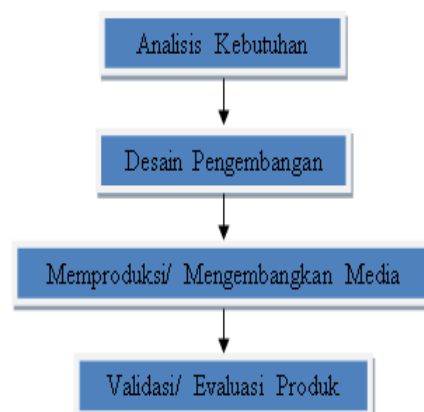 Analisis Kebutuhan
Desain Pengembangan
Memproduksi/ Mengembangkan Media
Validasi/ Evaluasi Produk